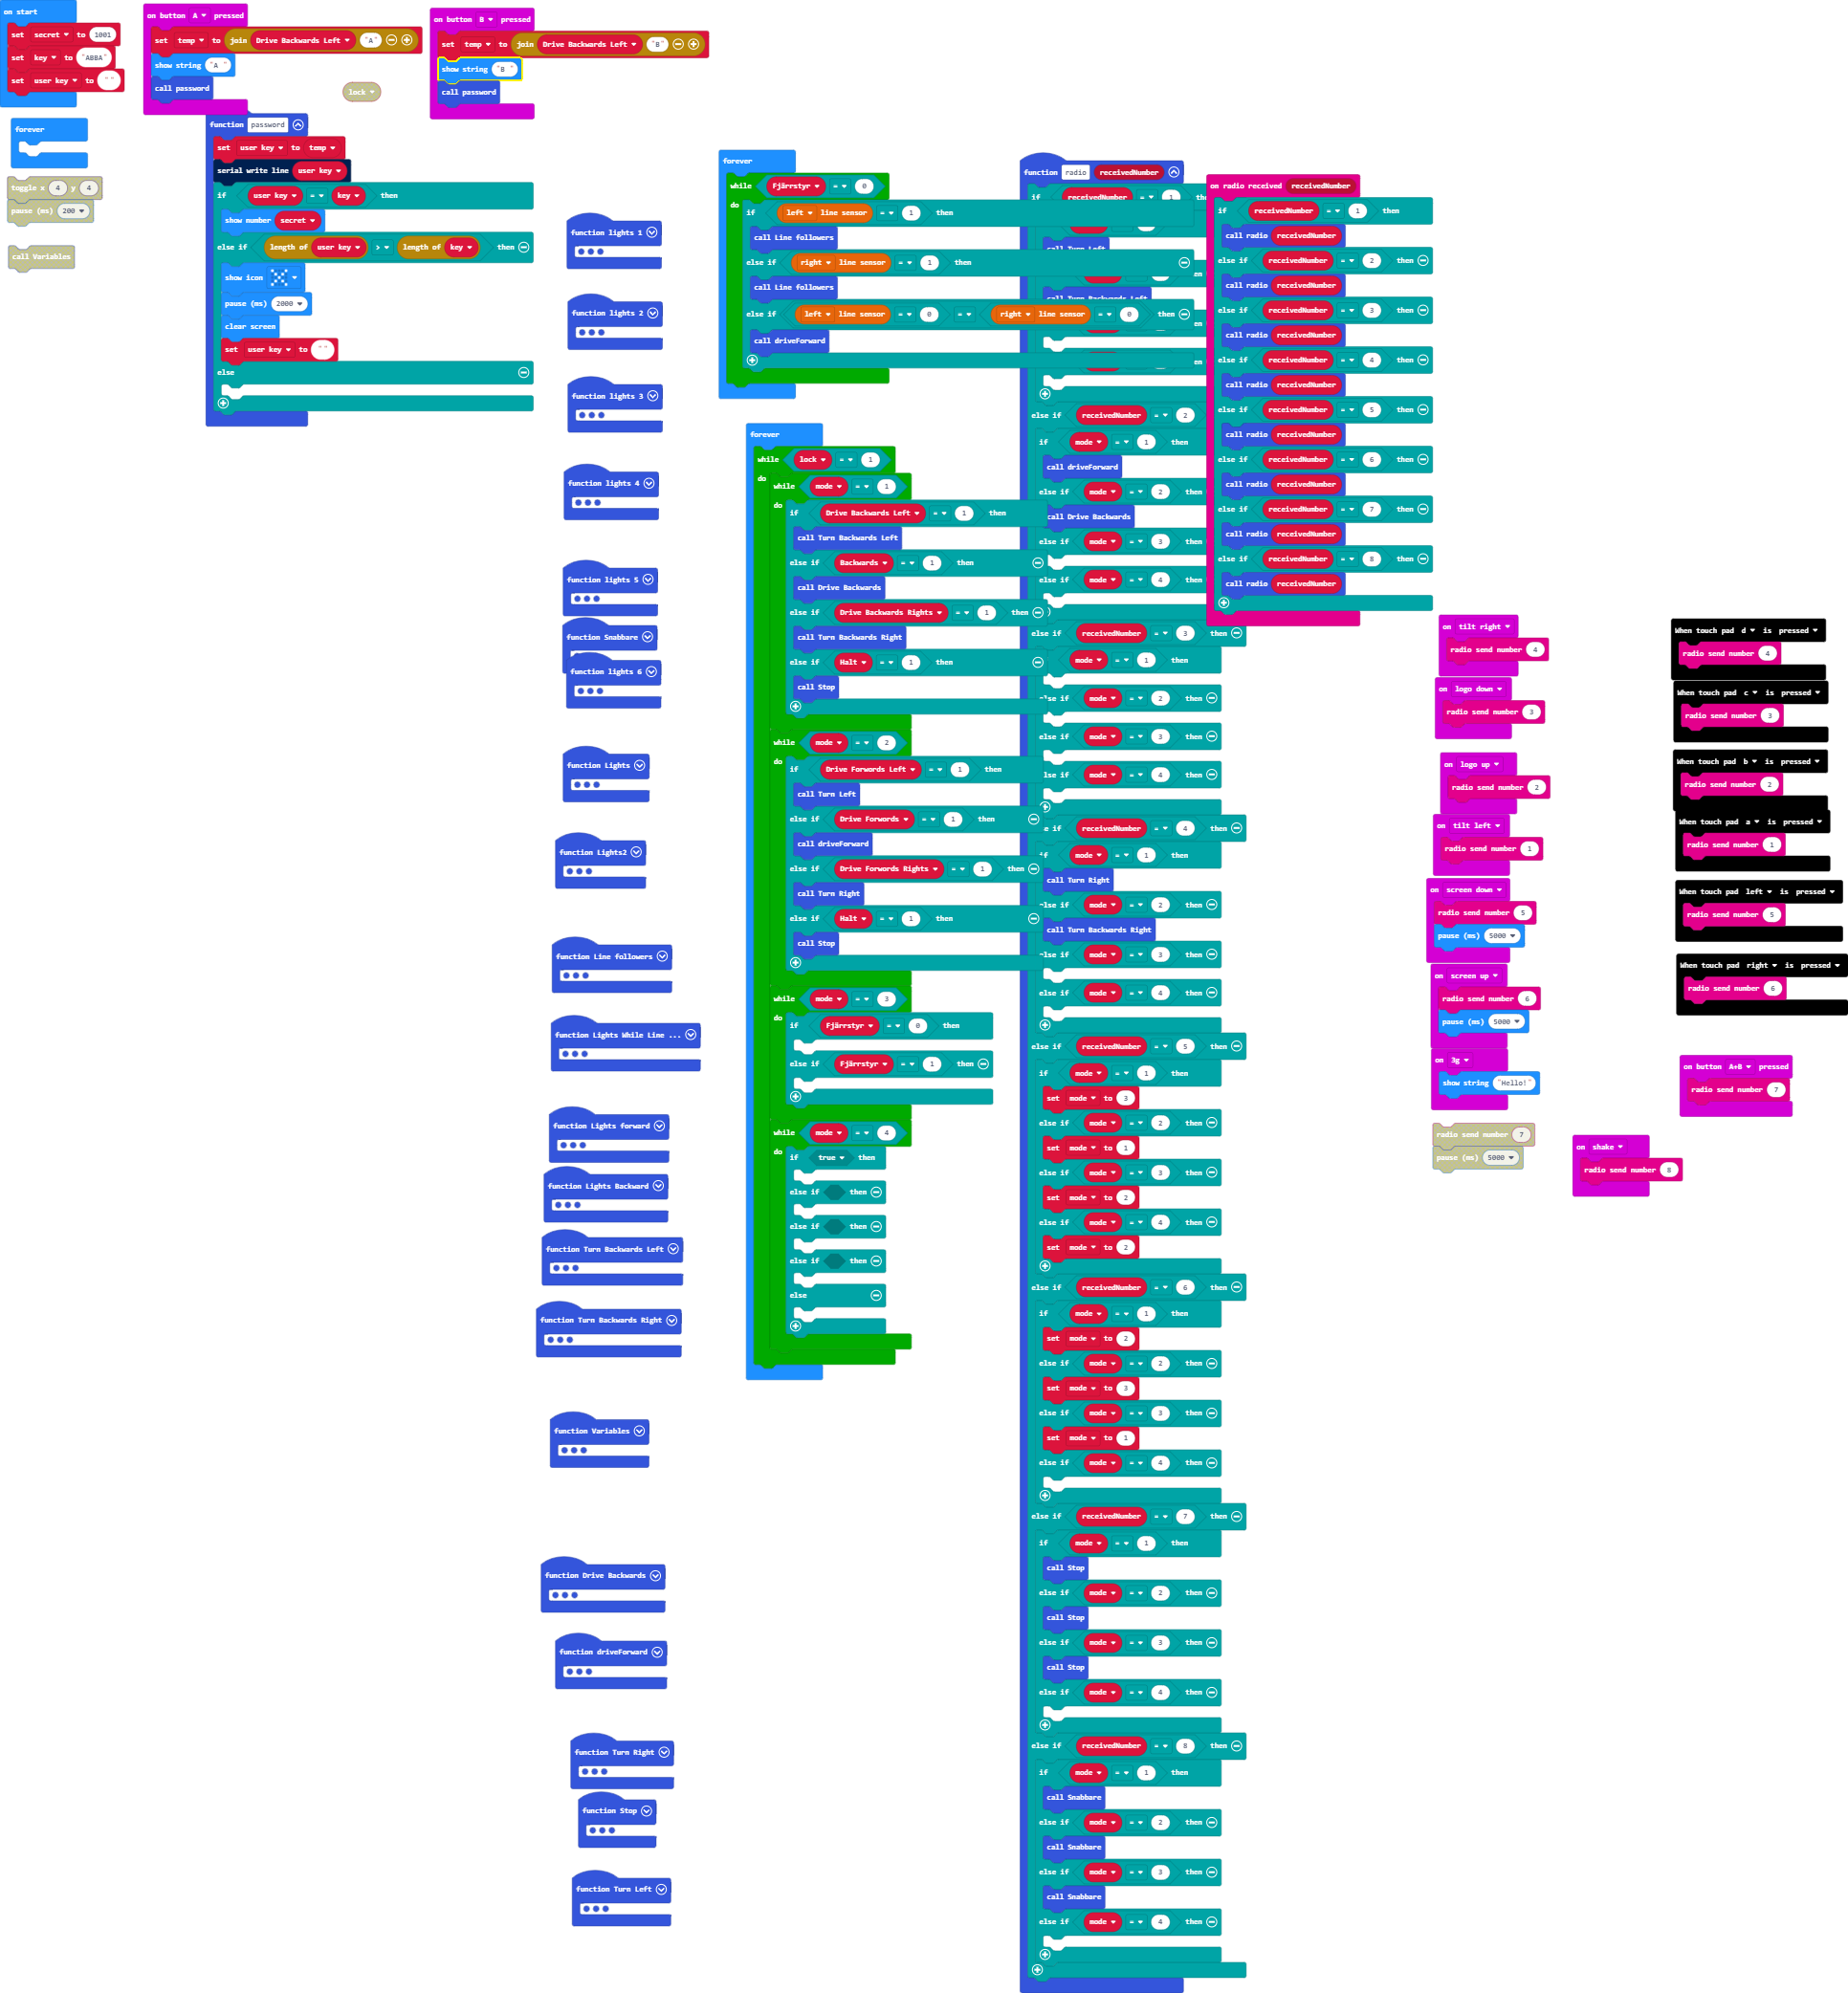 on start
set secret to 1001
set key to "ABBA"
set user key to " "
forever
toggle x 4 y 4
pause (ms) 200
call Variables
on button A pressed
set temp to join Drive Backwards Left "A"
show string "A "
call password
lock
on button B pressed
set temp to join Drive Backwards Left "B"
show string "B "
call password
function password
set user key to temp
serial write line user key
if user key = key then
show number secret
else if length of user key > length of key then
show icon
pause (ms) 2000
clear screen
set user key to " "
else
function lights 1
function lights 2
function lights 3
function lights 4
function lights 5
function Snabbare
function lights 6
function Lights
function Lights2
function Line followers
function Lights While Line ...
function Lights forward
function Lights Backward
function Turn Backwards Left
function Turn Backwards Right
function Variables
function Drive Backwards
function driveForward
function Turn Right
function Stop
function Turn Left
forever
while Fjärrstyr = 0
do
if left line sensor = 1 then
call Line followers
else if right line sensor = 1 then
call Line followers
else if left line sensor = 0 = right line sensor = 0 then
call driveForward
forever
while lock = 1
do
while mode = 1
do
if Drive Backwards Left = 1 then
call Turn Backwards Left
else if Backwards = 1 then
call Drive Backwards
else if Drive Backwards Rights = 1 then
call Turn Backwards Right
else if Halt = 1 then
call Stop
while mode = 2
do
if Drive Forwords Left = 1 then
call Turn Left
else if Drive Forwords = 1 then
call driveForward
else if Drive Forwords Rights = 1 then
call Turn Right
else if Halt = 1 then
call Stop
while mode = 3
do
if Fjärrstyr = 0 then
else if Fjärrstyr = 1 then
while mode = 4
do
if true then
else if then
else if then
else if then
else
function radio receivedNumber
if receivedNumber = 1
call Turn Left
call Turn Backwards Left
else if receivedNumber = 2
if mode = 1 then
call driveForward
else if mode = 2 then
call Drive Backwards
else if mode = 3 then
else if mode = 4 then
else if receivedNumber = 3 then
mode = 1 then
else if mode = 2 then
else if mode = 3 then
else if mode = 4 then
else if receivedNumber = 4 then
if mode = 1 then
call Turn Right
else if mode = 2 then
call Turn Backwards Right
else if mode = 3 then
else if mode = 4 then
else if receivedNumber = 5 then
if mode = 1 then
set mode to 3
else if mode = 2 then
set mode to 1
else if mode = 3 then
set mode to 2
else if mode = 4 then
set mode to 2
else if receivedNumber = 6 then
if mode = 1 then
set mode to 2
else if mode = 2 then
set mode to 3
else if mode = 3 then
set mode to 1
else if mode = 4 then
else if receivedNumber = 7 then
if mode = 1 then
call Stop
else if mode = 2 then
call Stop
else if mode = 3 then
call Stop
else if mode = 4 then
else if receivedNumber = 8 then
if mode = 1 then
call Snabbare
else if mode = 2 then
call Snabbare
else if mode = 3 then
call Snabbare
else if mode = 4 then
on radio received receivedNumber
if receivedNumber = 1 then
call radio receivedNumber
else if receivedNumber = 2 then
call radio receivedNumber
else if receivedNumber = 3 then
call radio receivedNumber
else if receivedNumber = 4 then
call radio receivedNumber
else if receivedNumber = 5 then
call radio receivedNumber
else if receivedNumber = 6 then
call radio receivedNumber
else if receivedNumber = 7 then
call radio receivedNumber
else if receivedNumber = 8 then
call radio receivedNumber
on tilt right
radio send number 4
on logo down
radio send number 3
on logo up
radio send number 2
on tilt left
radio send number 1
on screen down
radio send number 5
pause (ms) 5000
on screen up
radio send number 6
pause (ms) 5000
on 3g
show string "Hello!"
radio send number 7
pause (ms) 5000
on shake
radio send number 8
When touch pad d is pressed
radio send number 4
When touch pad c is pressed
radio send number 3
When touch pad b is pressed
radio send number 2
When touch pad a is pressed
radio send number 1
When touch pad left is pressed
radio send number 5
When touch pad right is pressed
radio send number 6
on button A+B pressed
radio send number 7